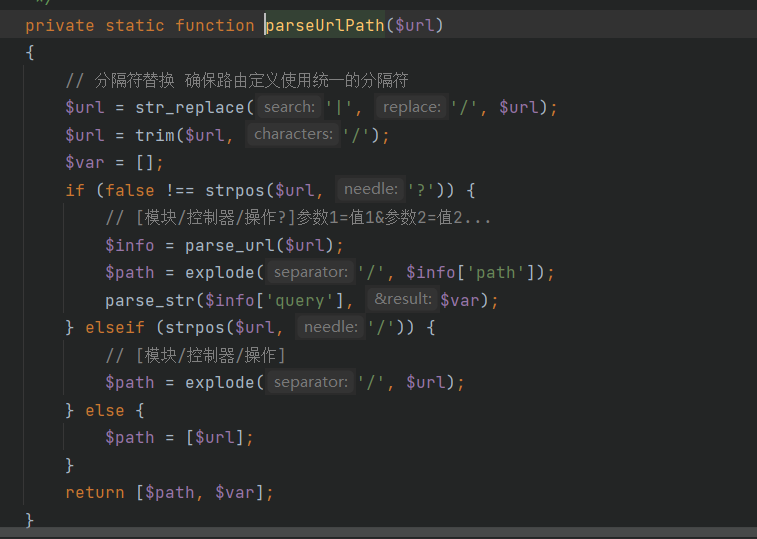 */
private static function parseUrlPath($url)
{
// 分隔符替换 确保路由定义使用统一的分隔符
$url = str_replace( search: '|', replace: '/', $url);
$url = trim($url, characters: '/');
$var = [];
if (false !== strpos($url, needle: '?')) {
// [模块/控制器/操作?]参数1=值1&参数2=值2...
$info = parse_url($url);
$path = explode( separator: '/', $info['path']);
parse_str($info['query'], &result: $var);
} elseif (strpos($url, needle: '/')) {
// [模块/控制器/操作]
$path = explode( separator: '/', $url);
} else {
$path = [$url];
}
return [$path, $var];
}